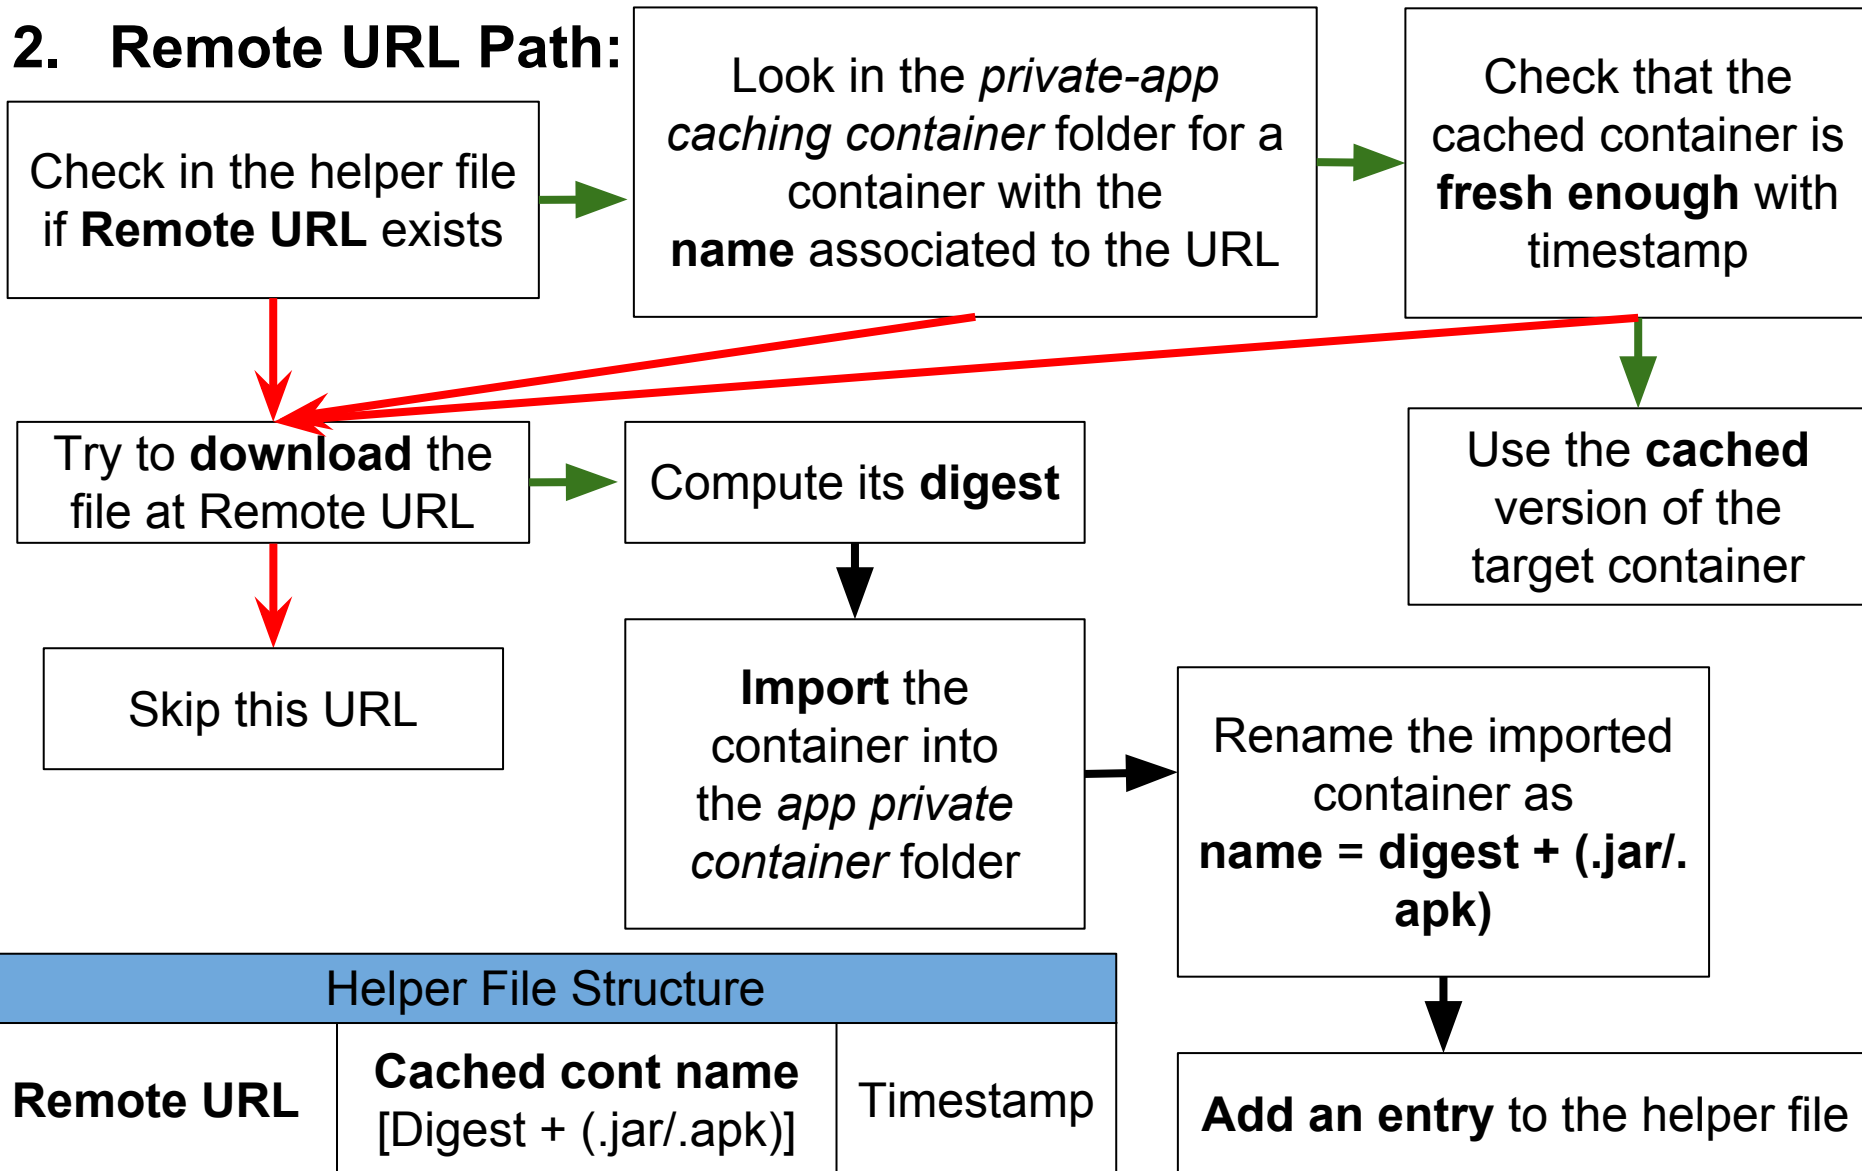 2. Remote URL Path:
Check in the helper file
if Remote URL exists
Look in the private-app
caching container folder for a
container with the
name associated to the URL
Check that the
cached container is
fresh enough with
timestamp
Try to download the
file at Remote URL
Compute its digest
Use the cached
version of the
target container
Skip this URL
Import the
container into
the app private
container folder
Rename the imported
container as
name = digest + (.jar/.
apk)
Helper File Structure
Remote URL
Cached cont name
[Digest + (.jar/.apk)]
Timestamp
Add an entry to the helper file